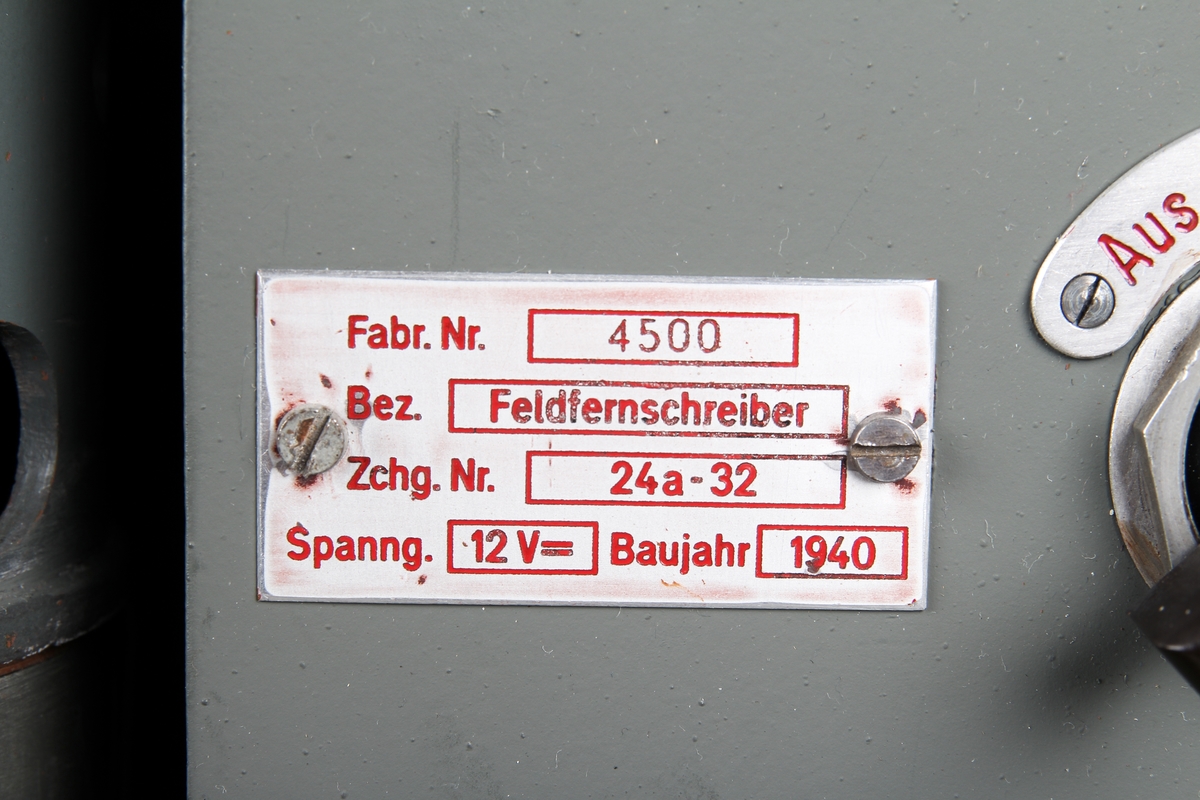 Aus
Fabr. Nr. 4500
Bez. Feldfernschreiber
Zchg. Nr. 24a-32
Spanng. 12 V= Baujahr 1940